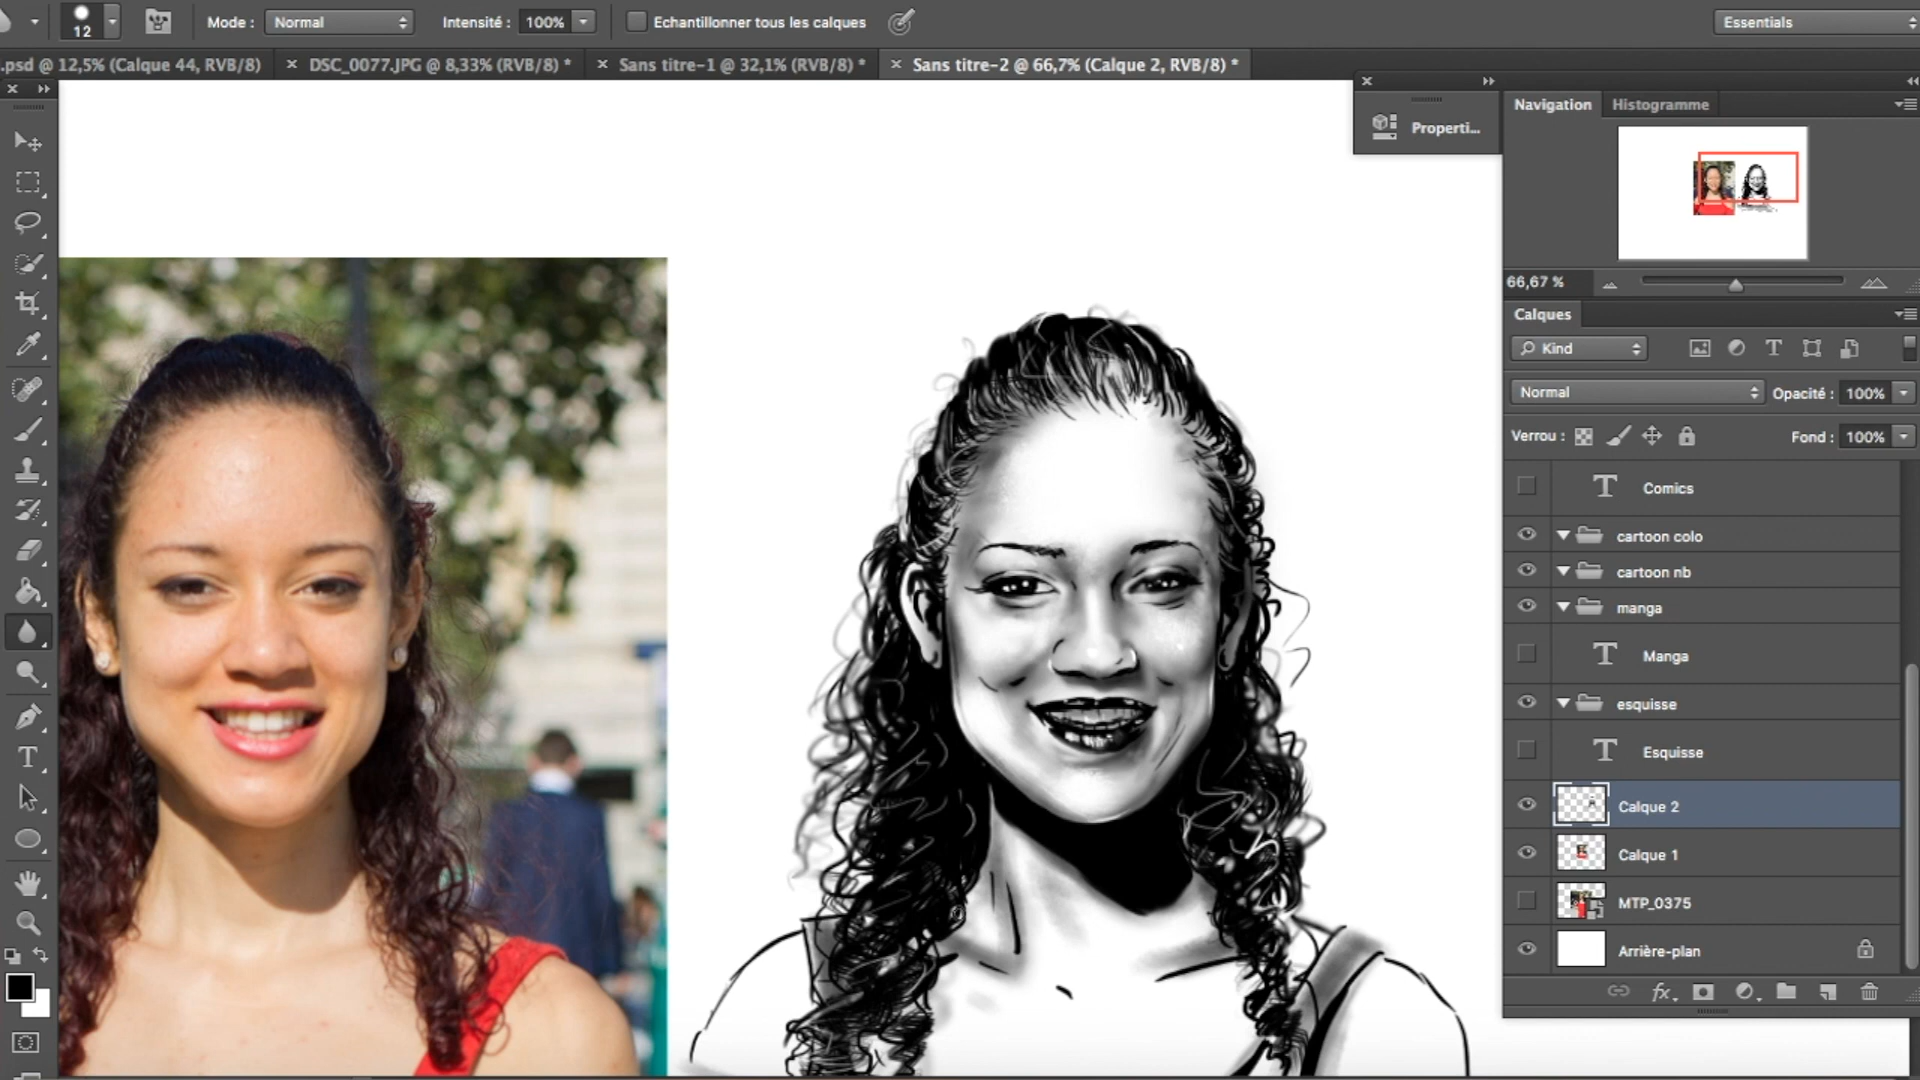 12
Mode :
Normal
Intensité :
100%
Echantillonner tous les calques
Essentials
.psd @ 12,5% (Calque 44, RVB/8)
DSC_0077.JPG @ 8,33% (RVB/8) *
Sans titre-1 @ 32,1% (RVB/8) *
Sans titre-2 @ 66,7% (Calque 2, RVB/8) *
Properti...
Navigation
Histogramme
66,67 %
Calques
Kind
Normal
Opacité :
100%
Verrou :
Fond :
100%
Comics
cartoon colo
cartoon nb
manga
Manga
esquisse
Esquisse
Calque 2
Calque 1
MTP_0375
Arrière-plan